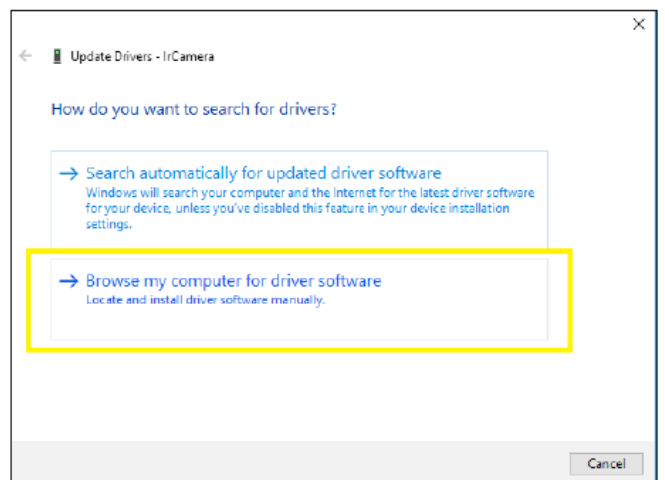 Update Drivers - IrCamera
How do you want to search for drivers?
Search automatically for updated driver software
Windows will search your computer and the Internet for the latest driver software
for your device, unless you've disabled this feature in your device installation
settings.
Browse my computer for driver software
Locate and install driver software manually.
Cancel